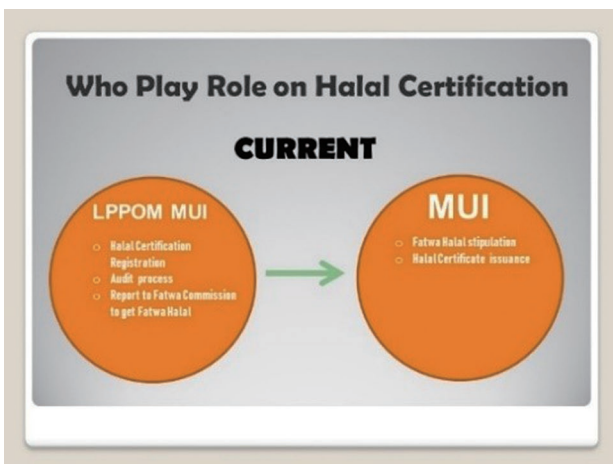 Who Play Role on Halal Certification
CURRENT
LPPOM MUI
Halal Certification
Registration
Audit process
Report to Fatwa Commission
to get Fatwa Halal
MUI
Fatwa Halal stipulation
Halal Certificate issuance